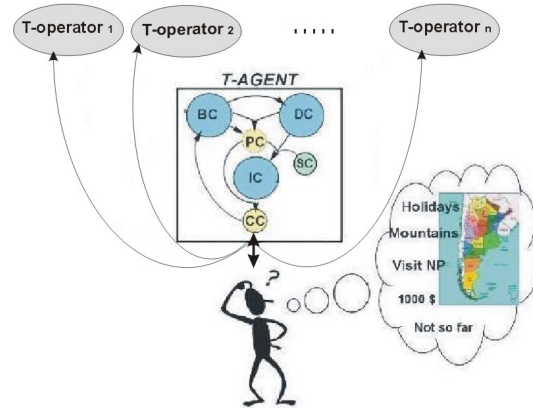 T-operator 1
T-operator 2
.....
T-operator n
T-AGENT
BC
DC
PC
SC
IC
CC
?
Holidays
Mountains
Visit NP
1000 $
Not so far